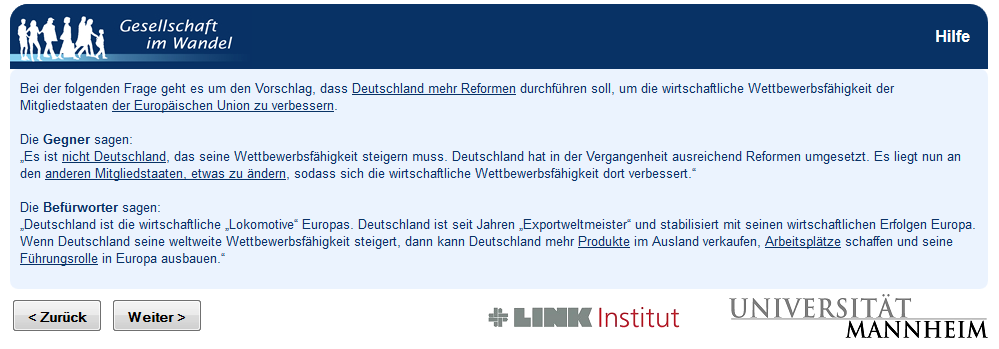 Gesellschaft
im Wandel
Hilfe
Bei der folgenden Frage geht es um den Vorschlag, dass Deutschland mehr Reformen durchführen soll, um die wirtschaftliche Wettbewerbsfähigkeit der
Mitgliedstaaten der Europäischen Union zu verbessern.
Die Gegner sagen:
„Es ist nicht Deutschland, das seine Wettbewerbsfähigkeit steigern muss. Deutschland hat in der Vergangenheit ausreichend Reformen umgesetzt. Es liegt nun an
den anderen Mitgliedstaaten, etwas zu ändern, sodass sich die wirtschaftliche Wettbewerbsfähigkeit dort verbessert.“
Die Befürworter sagen:
„Deutschland ist die wirtschaftliche „Lokomotive“ Europas. Deutschland ist seit Jahren „Exportweltmeister“ und stabilisiert mit seinen wirtschaftlichen Erfolgen Europa.
Wenn Deutschland seine weltweite Wettbewerbsfähigkeit steigert, dann kann Deutschland mehr Produkte im Ausland verkaufen, Arbeitsplätze schaffen und seine
Führungsrolle in Europa ausbauen.“
< Zurück
Weiter >
LINK Institut
UNIVERSITÄT
MANNHEIM